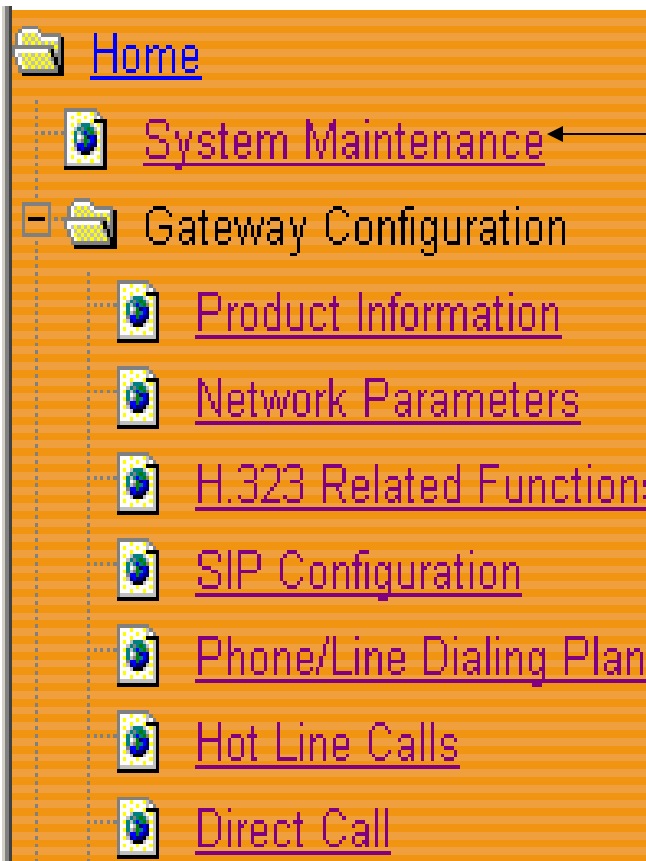 Home
System Maintenance
Gateway Configuration
Product Information
Network Parameters
H.323 Related Functions
SIP Configuration
Phone/Line Dialing Plan
Hot Line Calls
Direct Call